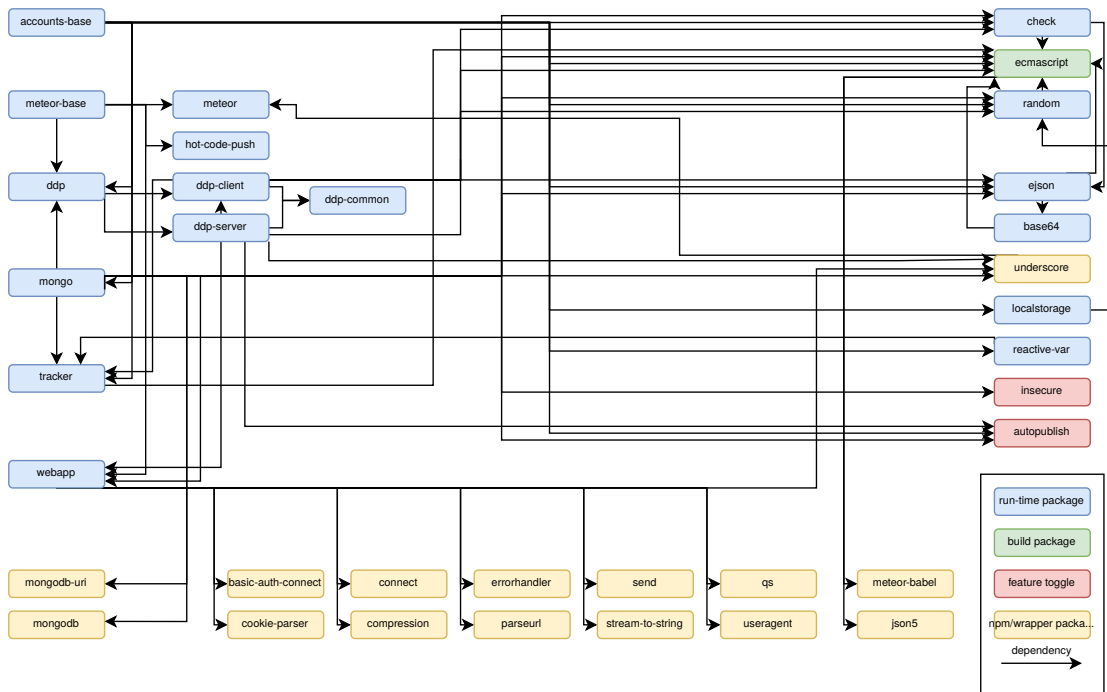 accounts-base
check
ecmascript
meteor-base
meteor
random
hot-code-push
ddp
ddp-client
ddp-common
ejson
ddp-server
base64
mongo
underscore
localstorage
reactive-var
tracker
insecure
autopublish
webapp
run-time package
build package
mongodb-uri
basic-auth-connect
connect
errorhandler
send
qs
meteor-babel
feature toggle
mongodb
cookie-parser
compression
parseurl
stream-to-string
useragent
json5
npm/wrapper packa...
dependency